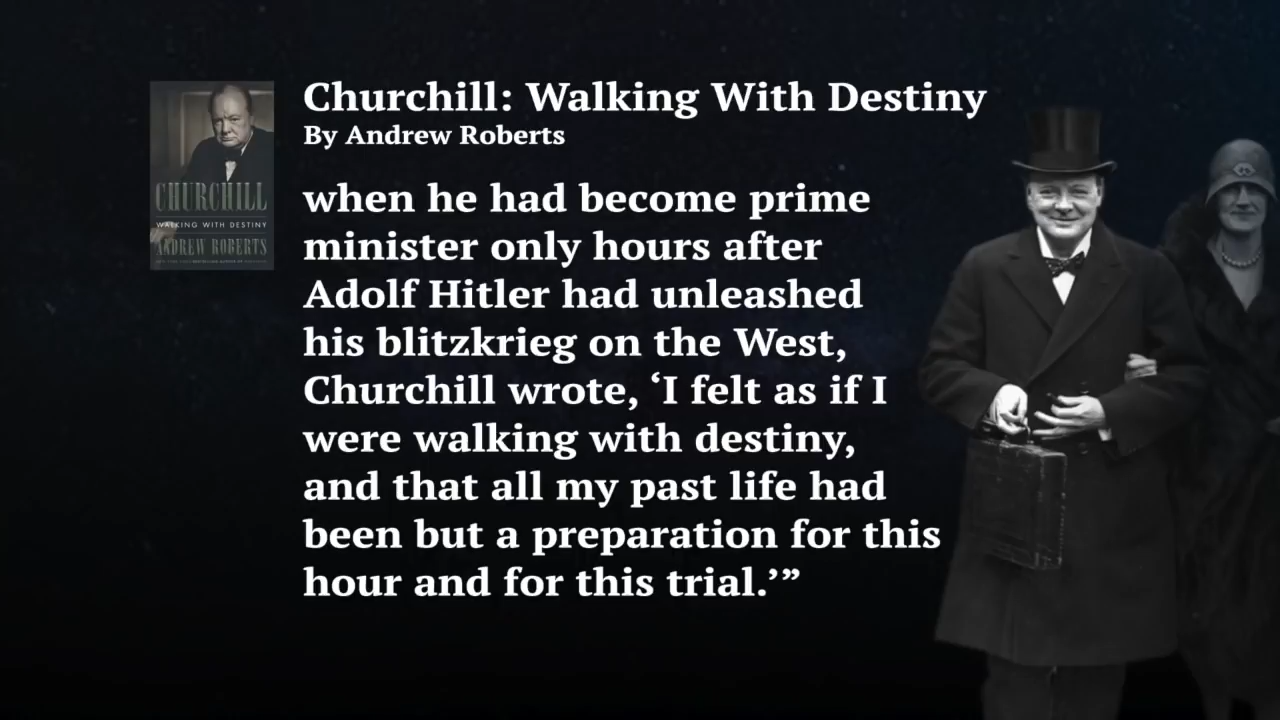 Churchill: Walking With Destiny
By Andrew Roberts
when he had become prime
minister only hours after
Adolf Hitler had unleashed
his blitzkrieg on the West,
Churchill wrote, ‘I felt as if I
were walking with destiny,
and that all my past life had
been but a preparation for this
hour and for this trial.’”
CHURCHILL
WALKING WITH DESTINY
ANDREW ROBERTS